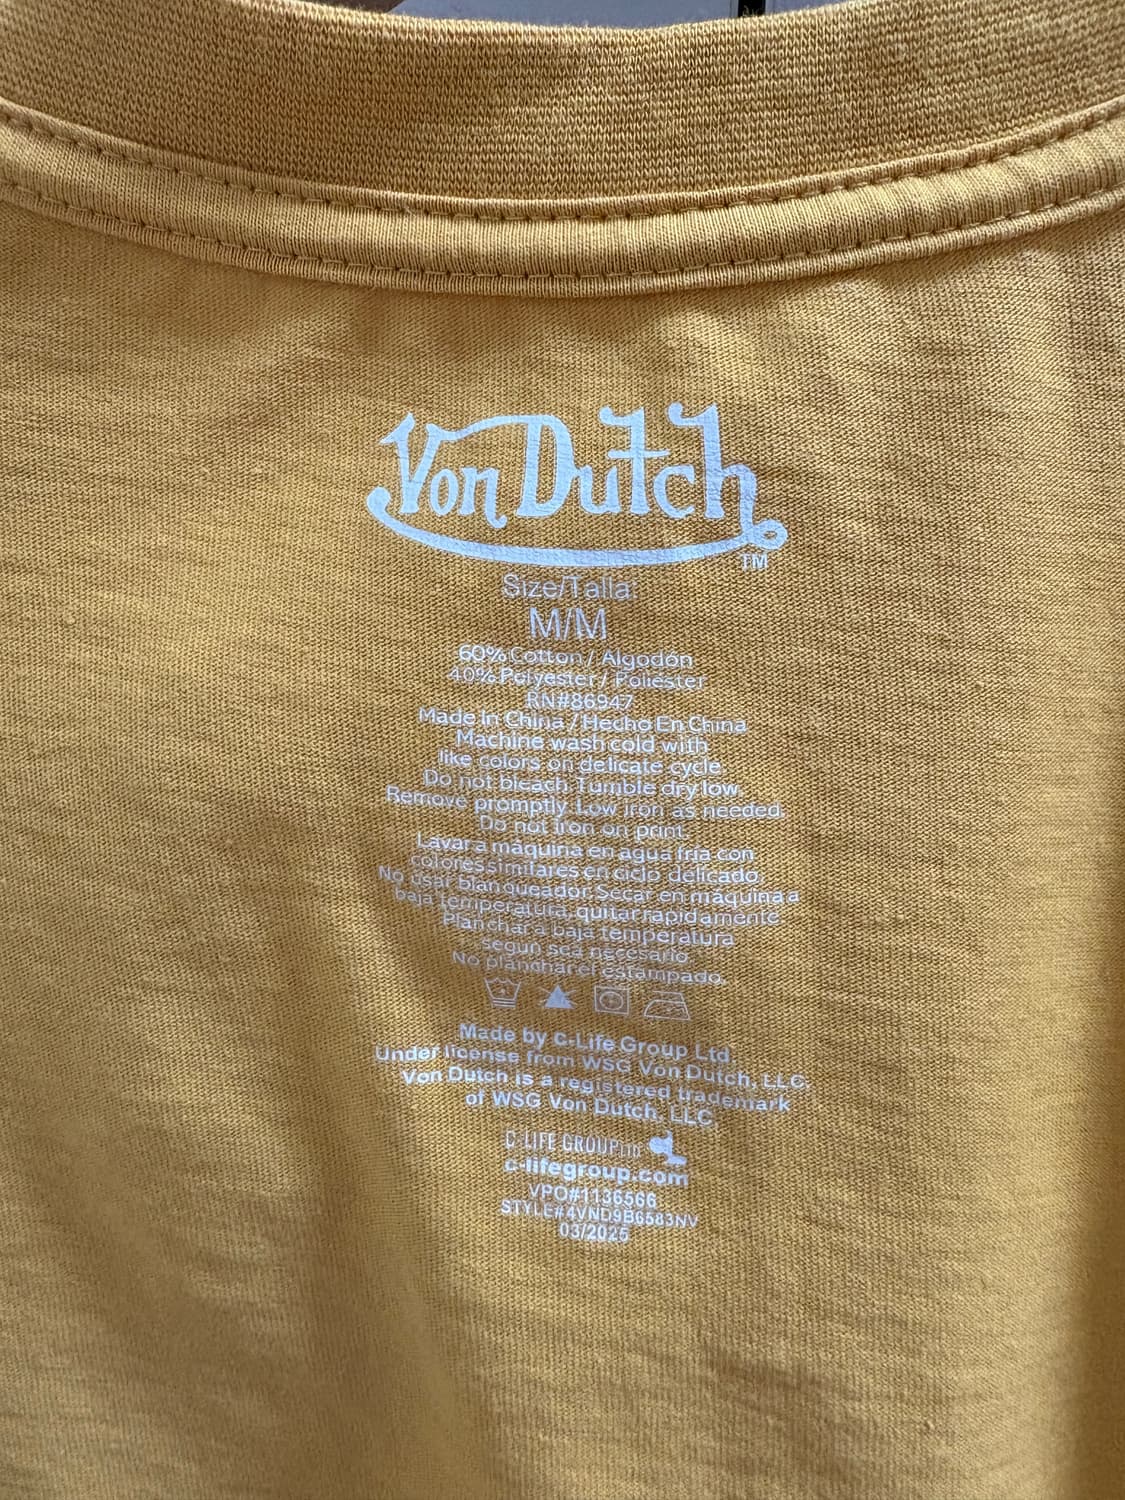 Von Dutch
TM
Size/Talla:
M/M
60% Cotton / Algodón
40% Polyester / Poliéster
RN#86947
Made In China / Hecho En China
Machine wash cold with
like colors on delicate cycle.
Do not bleach. Tumble dry low.
Remove promptly. Low iron as needed.
Do not iron on print.
Lavar a máquina en agua fria con
colores similares en ciclo delicado.
No usar blanqueador. Secar en máquina a
baja temperatura, quitar rapidamente.
Planchar a baja temperatura
segun sea necesario.
No planchar el estampado.
Made by C-Life Group Ltd.
Under license from WSG Von Dutch, LLC.
Von Dutch is a registered trademark
of WSG Von Dutch, LLC
C-LIFE GROUP LTD
c-lifegroup.com
VPO#1136566
STYLE#4VND9B6583NV
03/2025